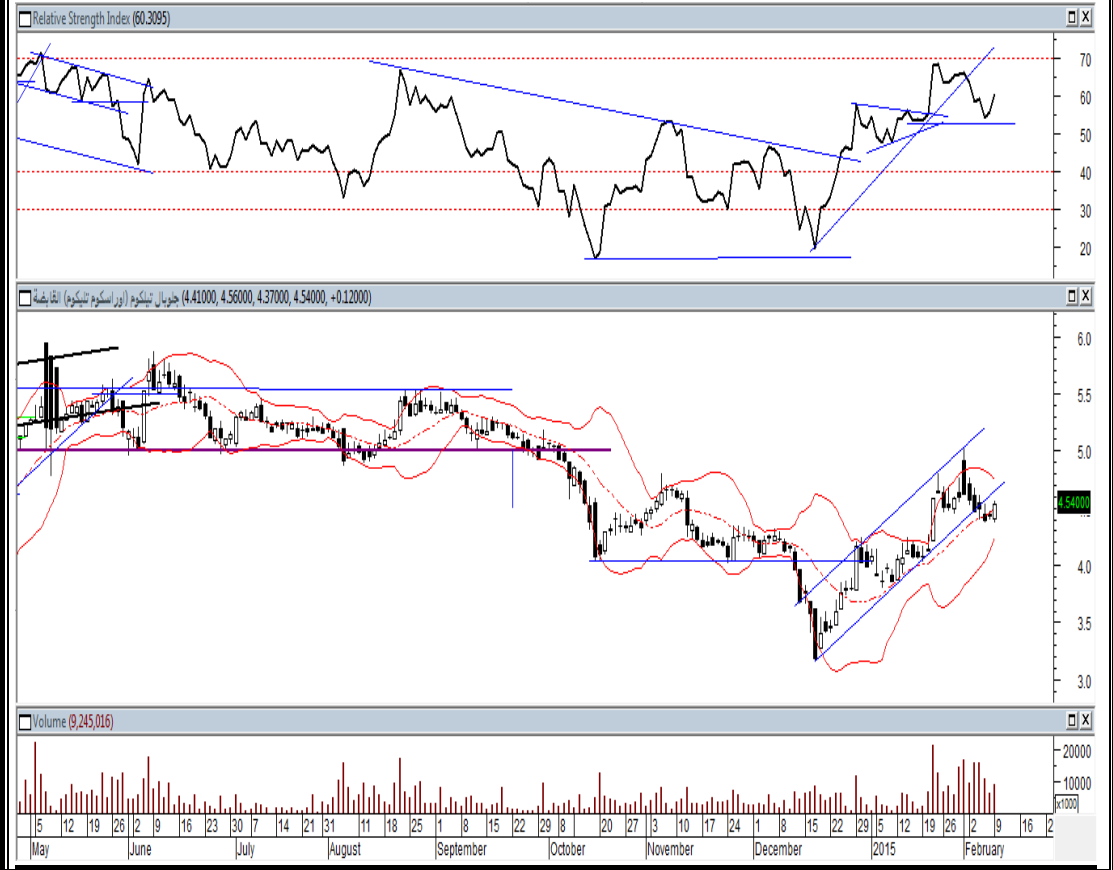 Relative Strength Index (60.3095)
70
60
50
40
30
20
جلوبال تيلكوم (اوراسكوم تليكوم) القابضة (4.41000, 4.56000, 4.37000, 4.54000, +0.12000)
6.0
5.5
5.0
4.54000
4.0
3.5
3.0
Volume (9,245,016)
20000
10000
x1000
5 12 19 26 2 9 16 23 30 7 14 21 31 11 18 25 1 8 15 22 29 8 20 27 3 10 17 24 1 8 15 22 29 5 12 19 26 2 9 16
May June July August September October November December 2015 February